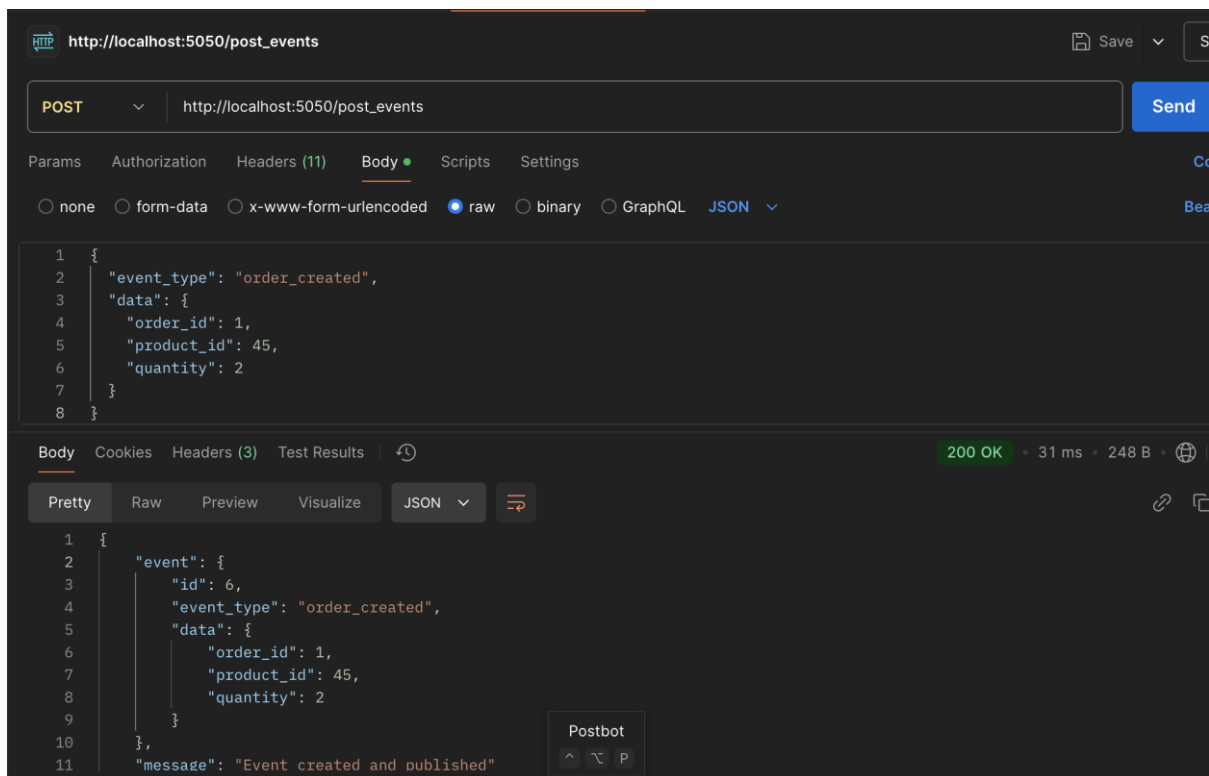 HTTP http://localhost:5050/post_events Save
POST http://localhost:5050/post_events Send
Params Authorization Headers (11) Body Scripts Settings
none form-data x-www-form-urlencoded raw binary GraphQL JSON
1 {
2 "event_type": "order_created",
3 "data": {
4 "order_id": 1,
5 "product_id": 45,
6 "quantity": 2
7 }
8 }
Body Cookies Headers (3) Test Results 200 OK • 31 ms • 248 B
Pretty Raw Preview Visualize JSON
1 {
2 "event": {
3 "id": 6,
4 "event_type": "order_created",
5 "data": {
6 "order_id": 1,
7 "product_id": 45,
8 "quantity": 2
9 }
10 },
11 "message": "Event created and published"
Postbot
^ ⌥ P